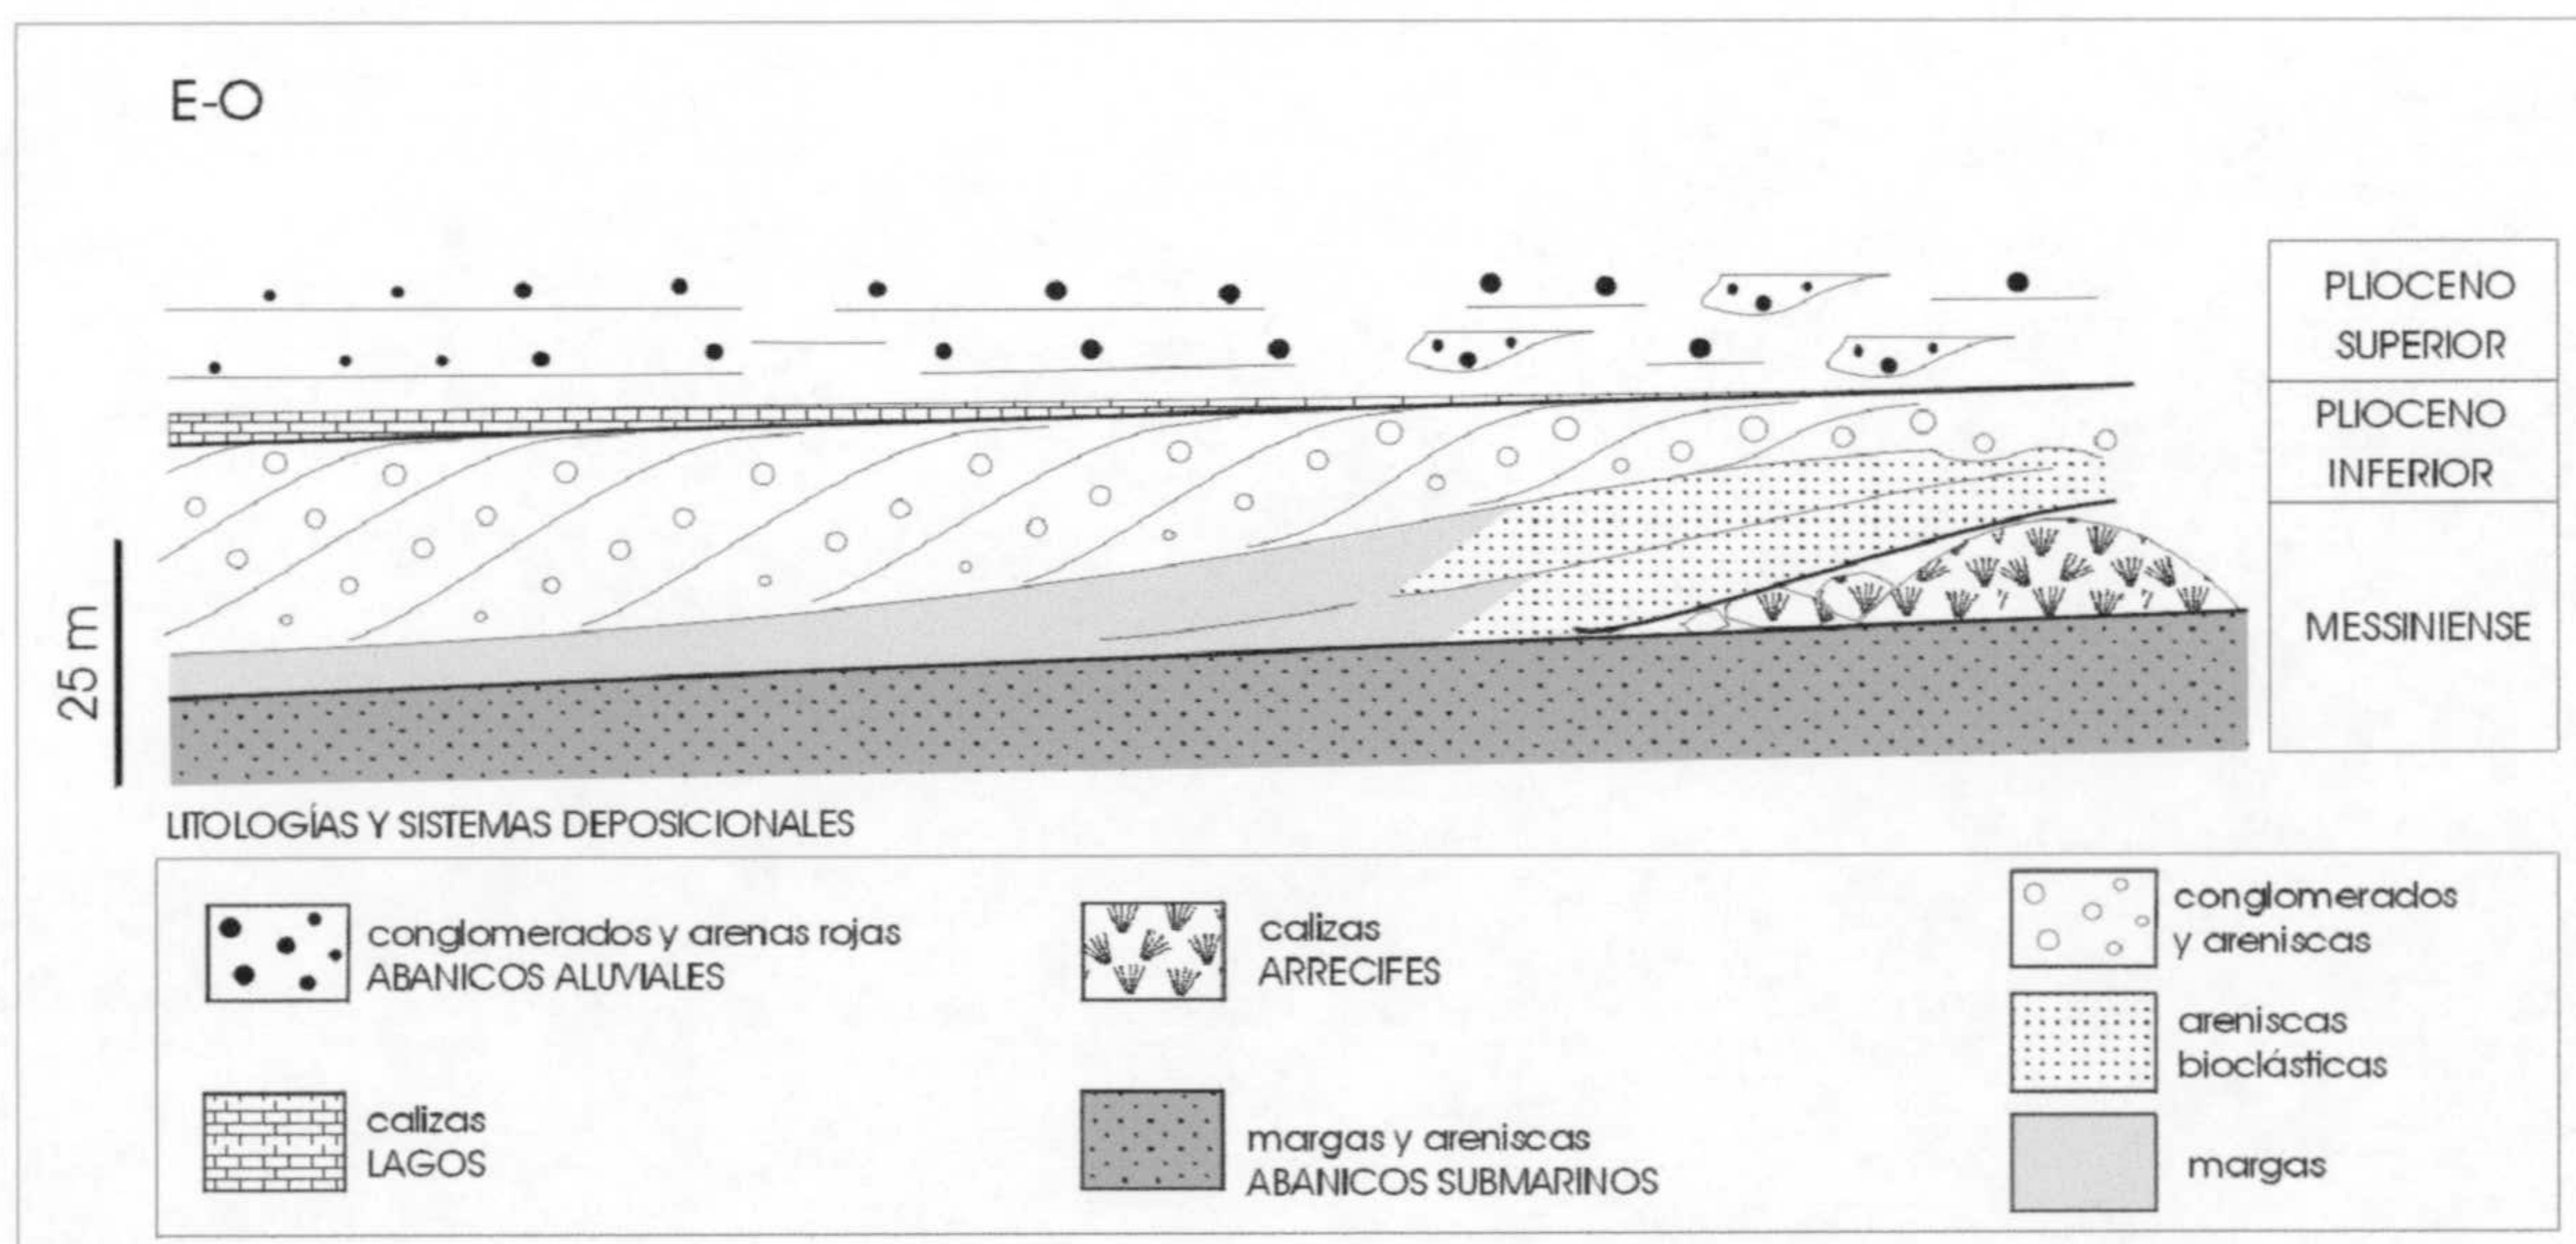 E-O
PLIOCENO
SUPERIOR
PLIOCENO
INFERIOR
MESSINIENSE
25 m
LITOLOGÍAS Y SISTEMAS DEPOSICIONALES
conglomerados y arenas rojas
ABANICOS ALUVIALES
calizas
LAGOS
calizas
ARRECIFES
margas y areniscas
ABANICOS SUBMARINOS
conglomerados
y areniscas
areniscas
bioclásticas
margas